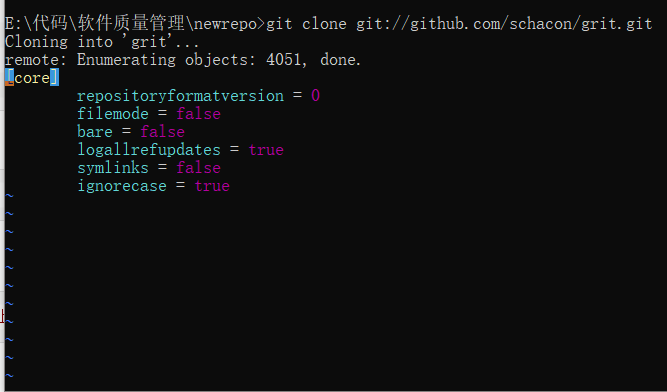 E:\代码\软件质量管理\newrepo>git clone git://github.com/schacon/grit.git
Cloning into 'grit'...
remote: Enumerating objects: 4051, done.
[core]
        repositoryformatversion = 0
        filemode = false
        bare = false
        logallrefupdates = true
        symlinks = false
        ignorecase = true
~
~
~
~
~
~
~
~
~
~
~